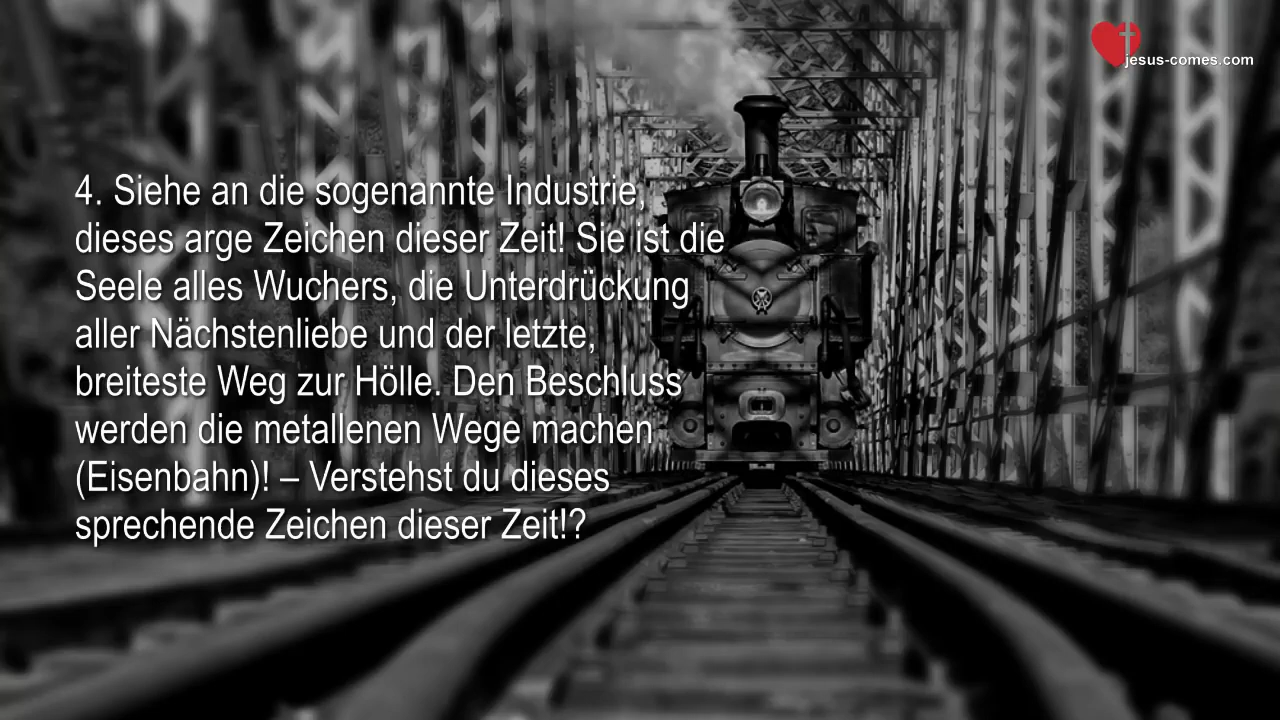 jesus-comes.com
4. Siehe an die sogenannte Industrie,
dieses arge Zeichen dieser Zeit! Sie ist die
Seele alles Wuchers, die Unterdrückung
aller Nächstenliebe und der letzte,
breiteste Weg zur Hölle. Den Beschluss
werden die metallenen Wege machen
(Eisenbahn)! – Verstehst du dieses
sprechende Zeichen dieser Zeit!?